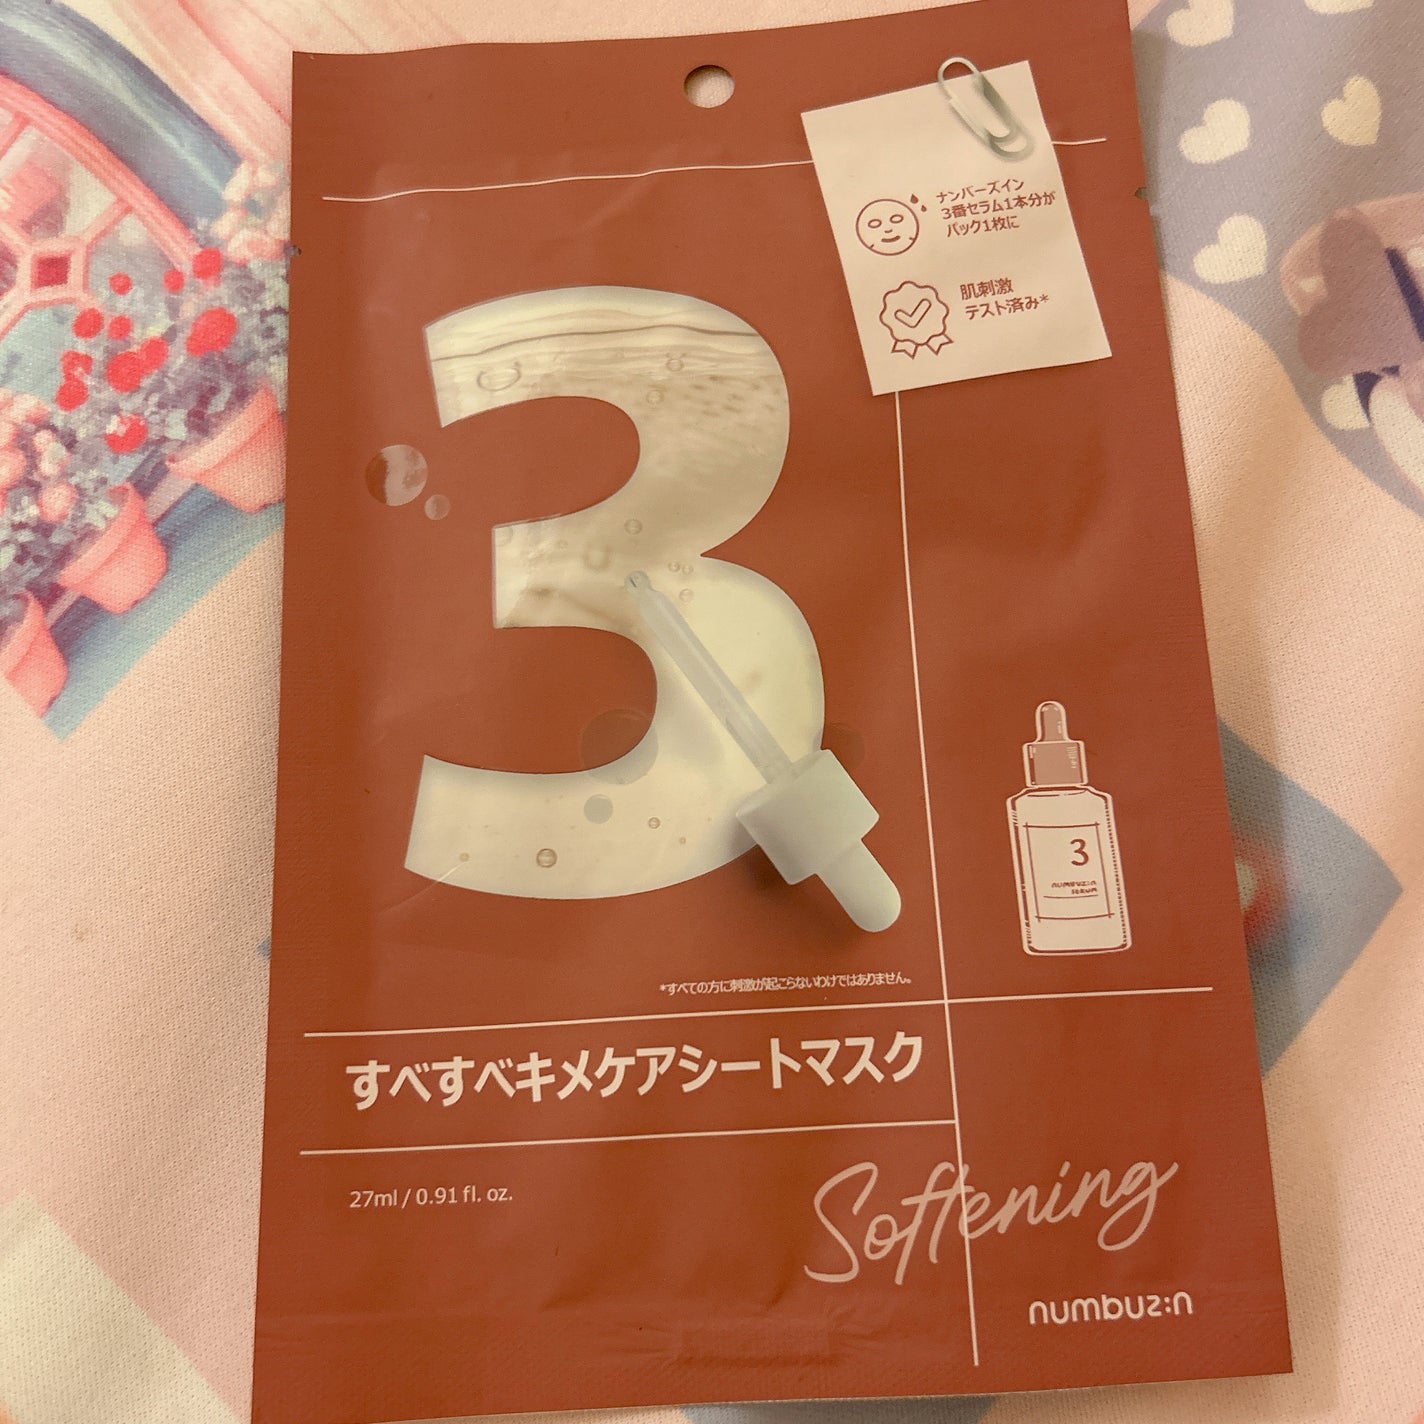 ナンバーズイン
3番セラム1本分が
パック1枚に
肌刺激
テスト済み*
3
3
numbuz:n
serum
*すべての方に刺激が起こらないわけではありません。
すべすべキメケアシートマスク
27ml / 0.91 fl. oz.
Softening
numbuz:n